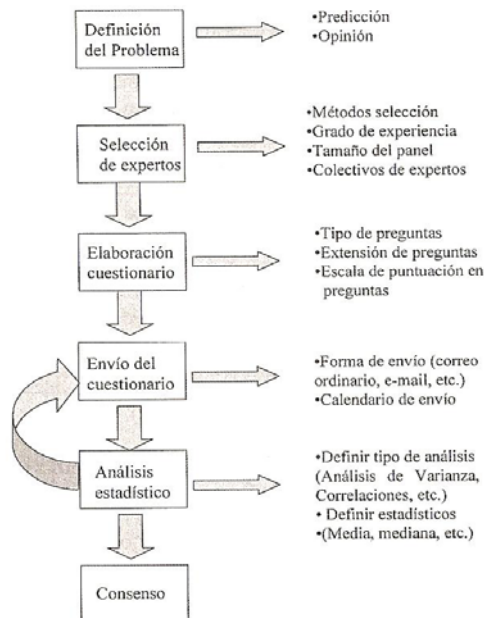 Definición
del Problema
•Predicción
•Opinión
Selección
de expertos
•Métodos selección
•Grado de experiencia
•Tamaño del panel
•Colectivos de expertos
Elaboración
cuestionario
•Tipo de preguntas
•Extensión de preguntas
•Escala de puntuación en
preguntas
Envío del
cuestionario
•Forma de envío (correo
ordinario, e-mail, etc.)
•Calendario de envío
Análisis
estadístico
•Definir tipo de análisis
(Análisis de Varianza,
Correlaciones, etc.)
• Definir estadísticos
•(Media, mediana, etc.)
Consenso